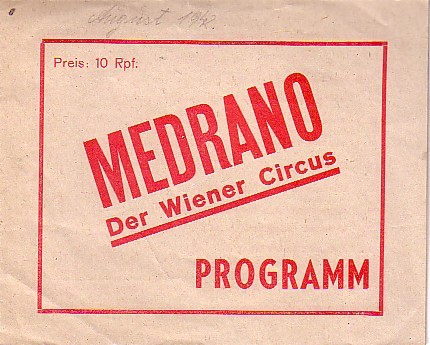 August
Preis: 10 Rpf.
MEDRANO
Der Wiener Circus
PROGRAMM